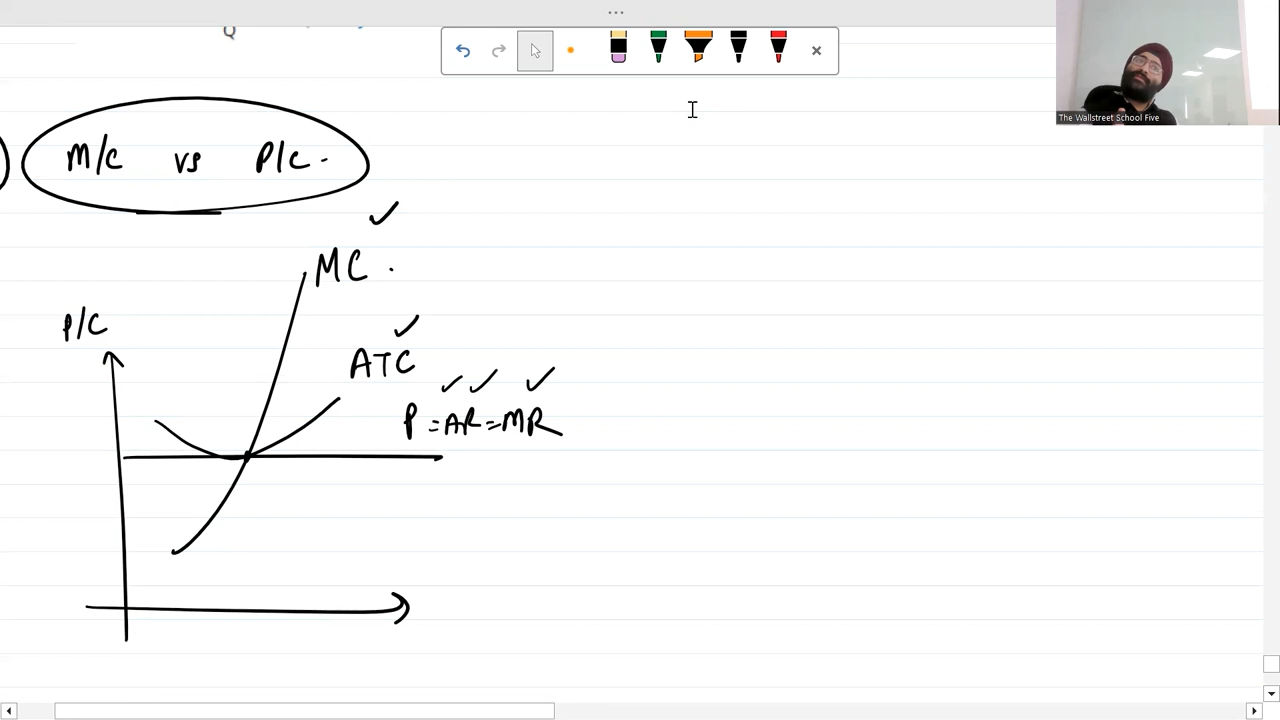 Q
The Wallstreet School Five
M/C vs P/C.
MC.
P/C
ATC
P=AR=MR